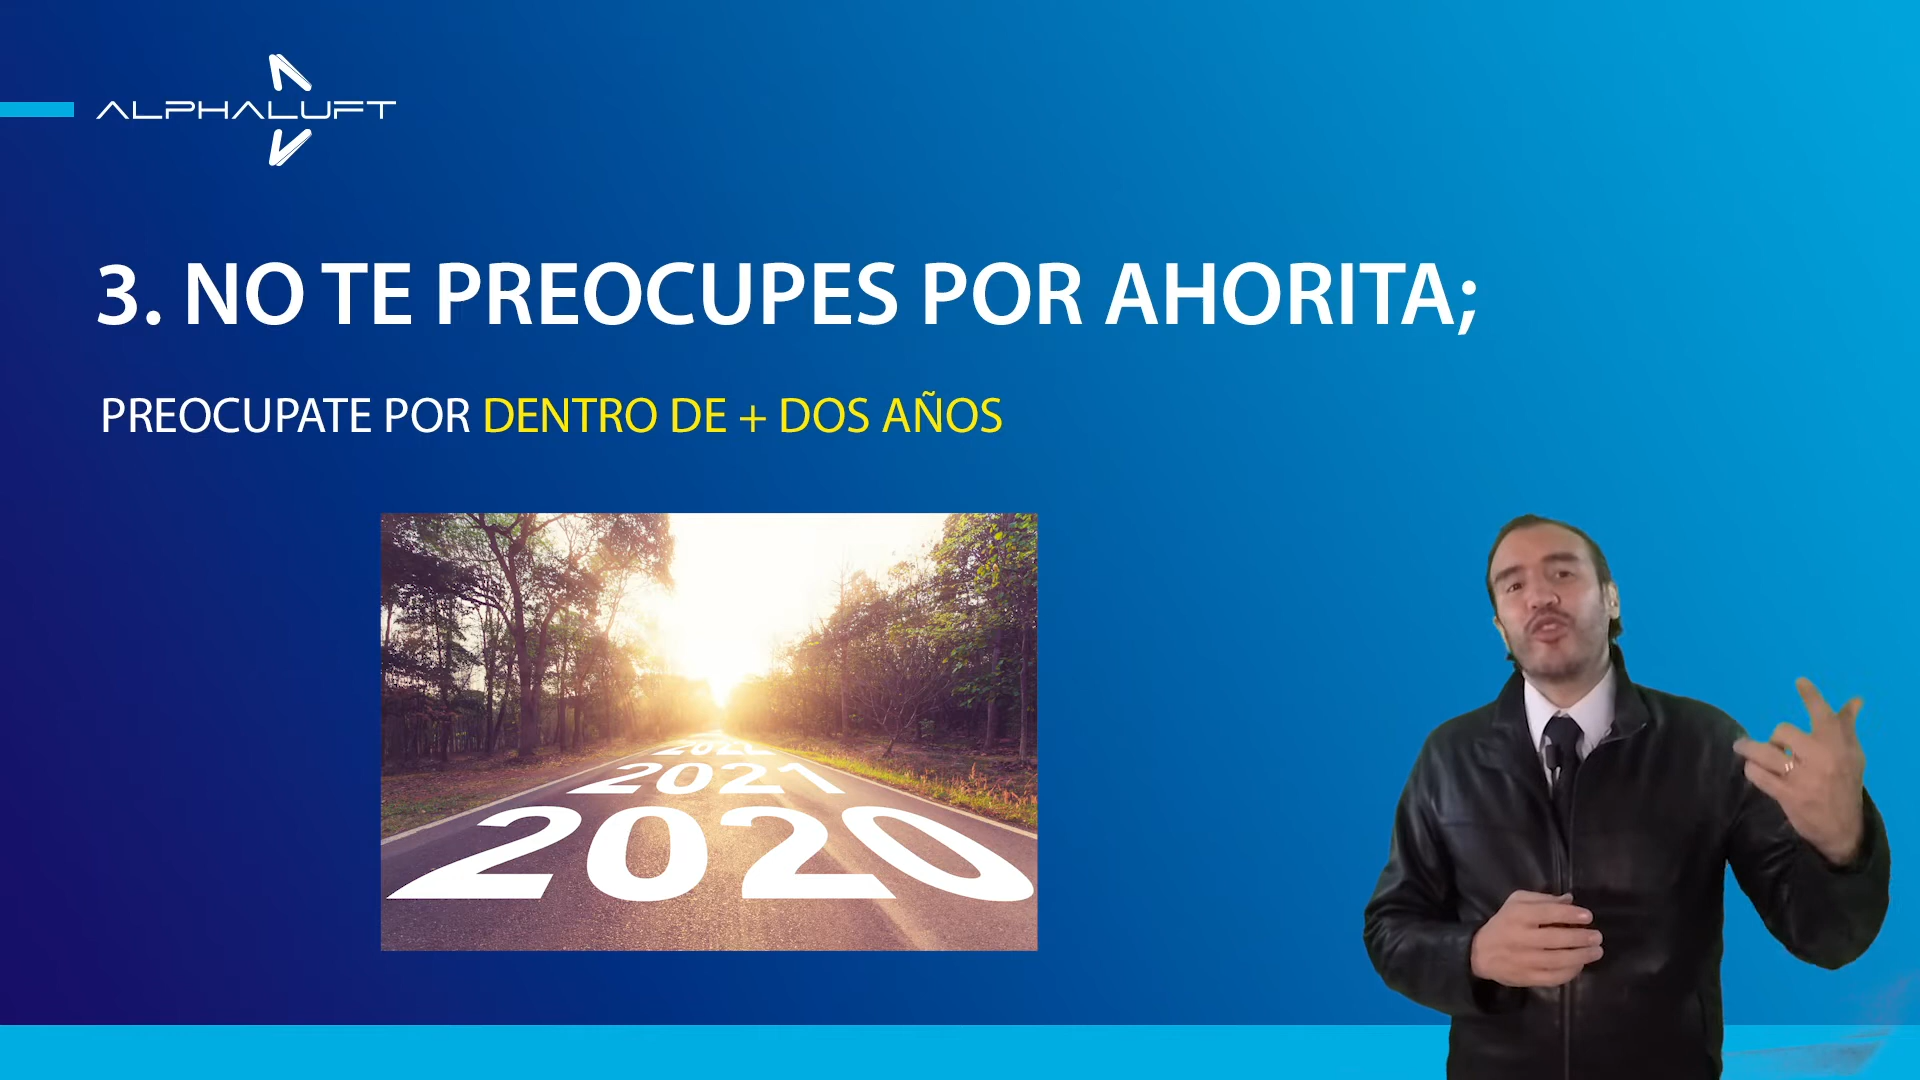 ALPHALUFT
3. NO TE PREOCUPES POR AHORITA;
PREOCUPATE POR DENTRO DE + DOS AÑOS
2021
2020